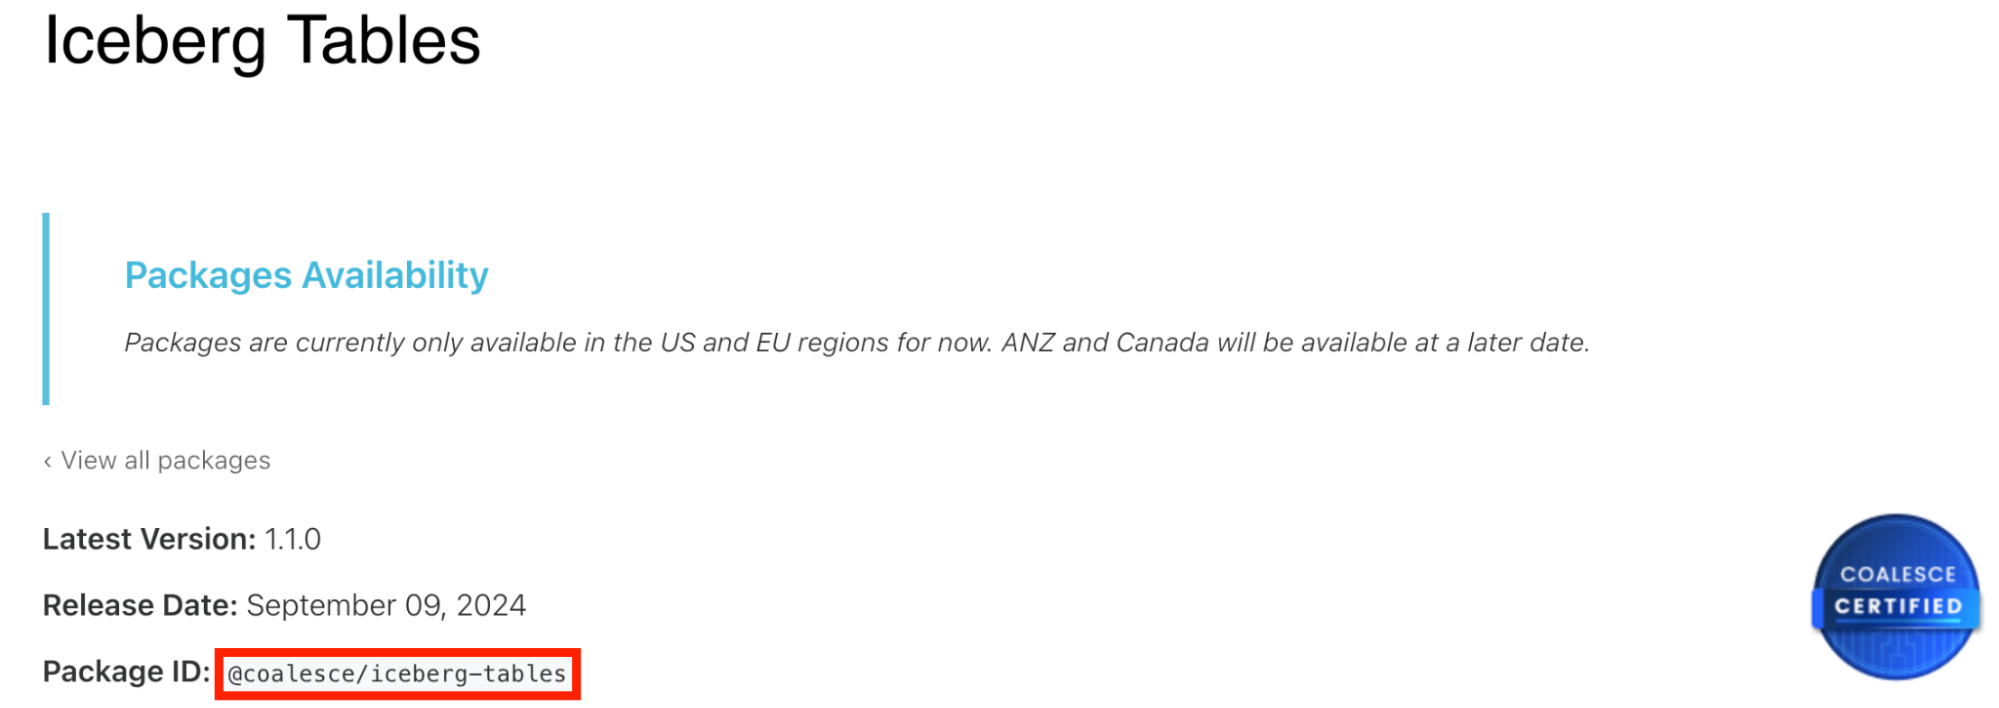 Iceberg Tables
Packages Availability
Packages are currently only available in the US and EU regions for now. ANZ and Canada will be available at a later date.
‹ View all packages
Latest Version: 1.1.0
Release Date: September 09, 2024
Package ID: @coalesce/iceberg-tables
COALESCE
CERTIFIED